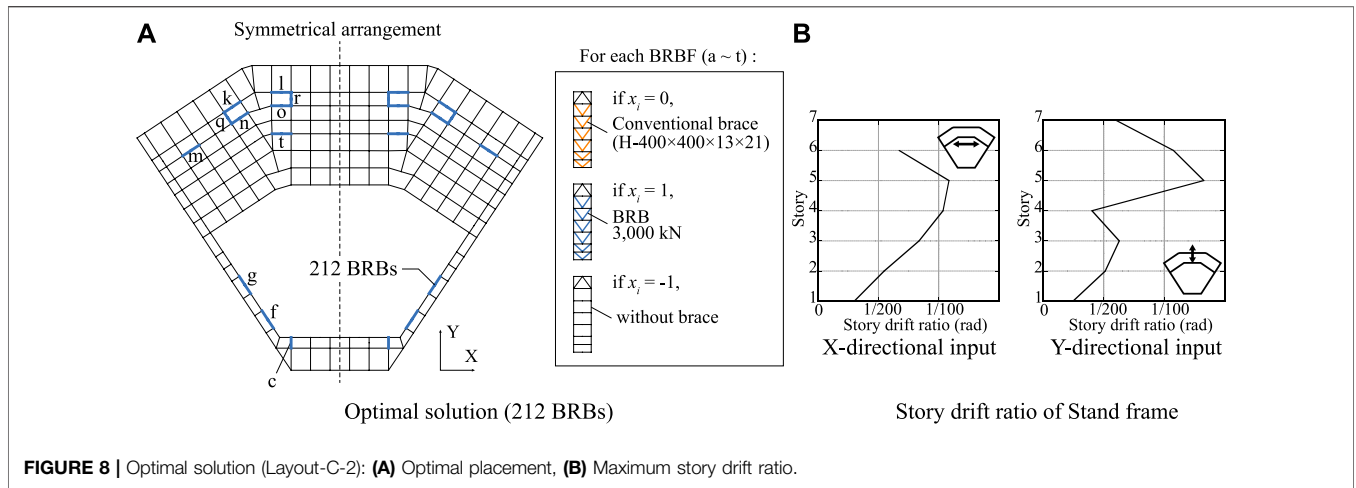 A
Symmetrical arrangement
l
k
r
o
q
n
t
m
g
212 BRBs
f
c
Y
X
Optimal solution (212 BRBs)
For each BRBF (a ~ t) :
if xi = 0,
Conventional brace
(H-400×400×13×21)
if xi = 1,
BRB
3,000 kN
if xi = -1,
without brace
B
7
6
5
4
3
2
1
Story
0 1/200 1/100
Story drift ratio (rad)
X-directional input
7
6
5
4
3
2
1
Story
0 1/200 1/100
Story drift ratio (rad)
Y-directional input
Story drift ratio of Stand frame
FIGURE 8 | Optimal solution (Layout-C-2): (A) Optimal placement, (B) Maximum story drift ratio.